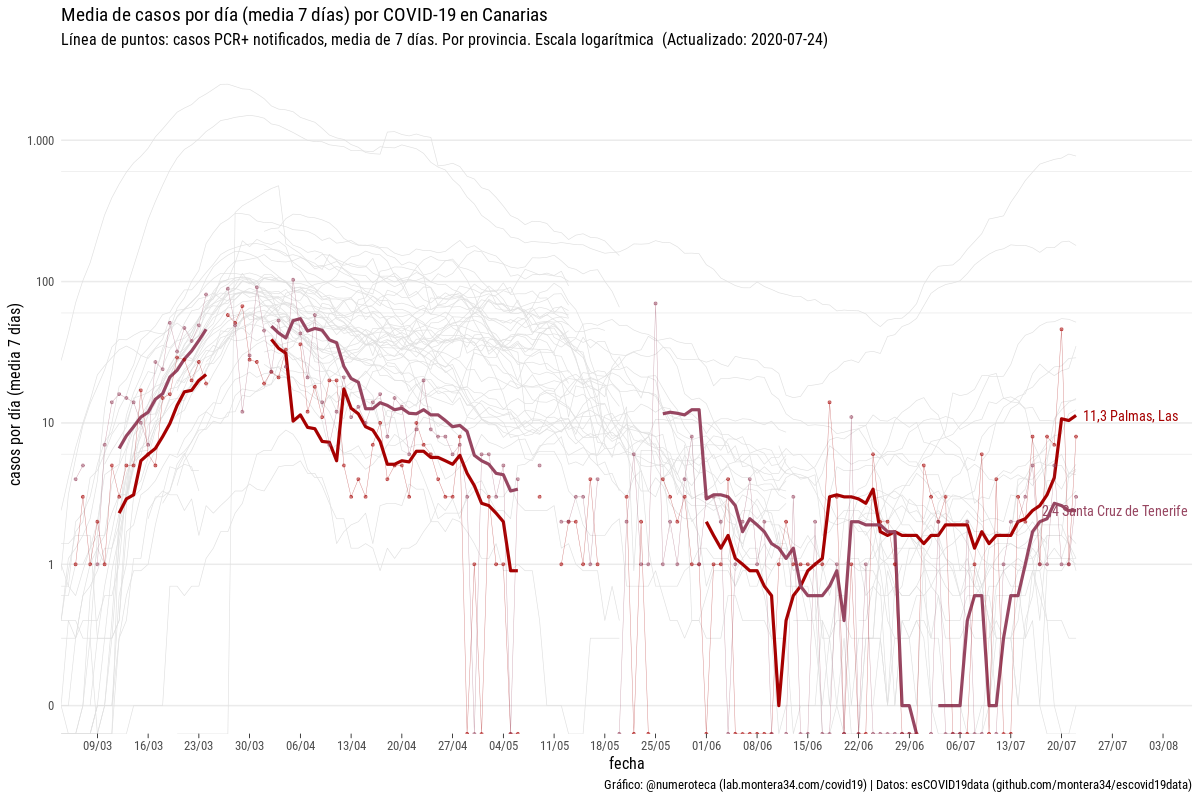 Media de casos por día (media 7 días) por COVID-19 en Canarias
Línea de puntos: casos PCR+ notificados, media de 7 días. Por provincia. Escala logarítmica (Actualizado: 2020-07-24)
casos por día (media 7 días)
1.000
100
10
1
0
11,3 Palmas, Las
2,4 Santa Cruz de Tenerife
09/03 16/03 23/03 30/03 06/04 13/04 20/04 27/04 04/05 11/05 18/05 25/05 01/06 08/06 15/06 22/06 29/06 06/07 13/07 20/07 27/07 03/08
fecha
Gráfico: @numeroteca (lab.montera34.com/covid19) | Datos: esCOVID19data (github.com/montera34/escovid19data)